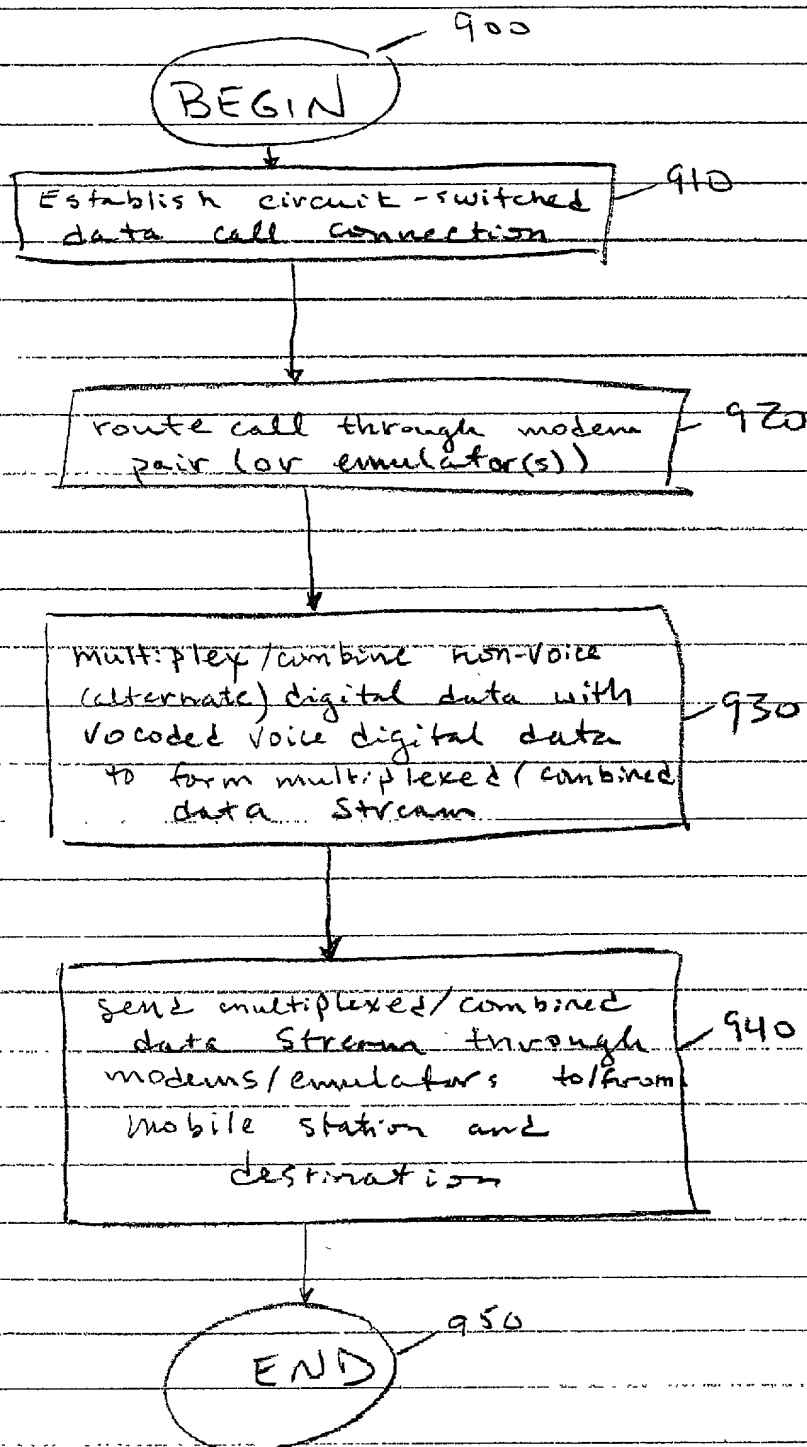 900
BEGIN
910
Establish circuit-switched
data call connection
920
route call through modem
pair (or emulator(s))
multiplex/combine non-voice
(alternate) digital data with
930
vocoded voice digital data
to form multiplexed/combined
data stream
send multiplexed/combined
940
data stream through
modems/emulators to/from
mobile station and
destination
950
END